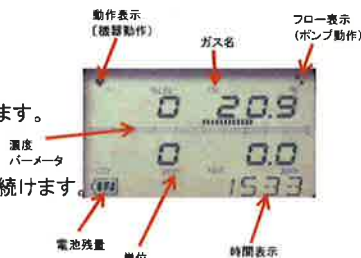 動作表示
(機器動作)
ガス名
フロー表示
(ポンプ動作)
0 20.9
ます。
濃度
バーメータ
0 0.0
続けます。
15:33
電池残量
単位
時間表示